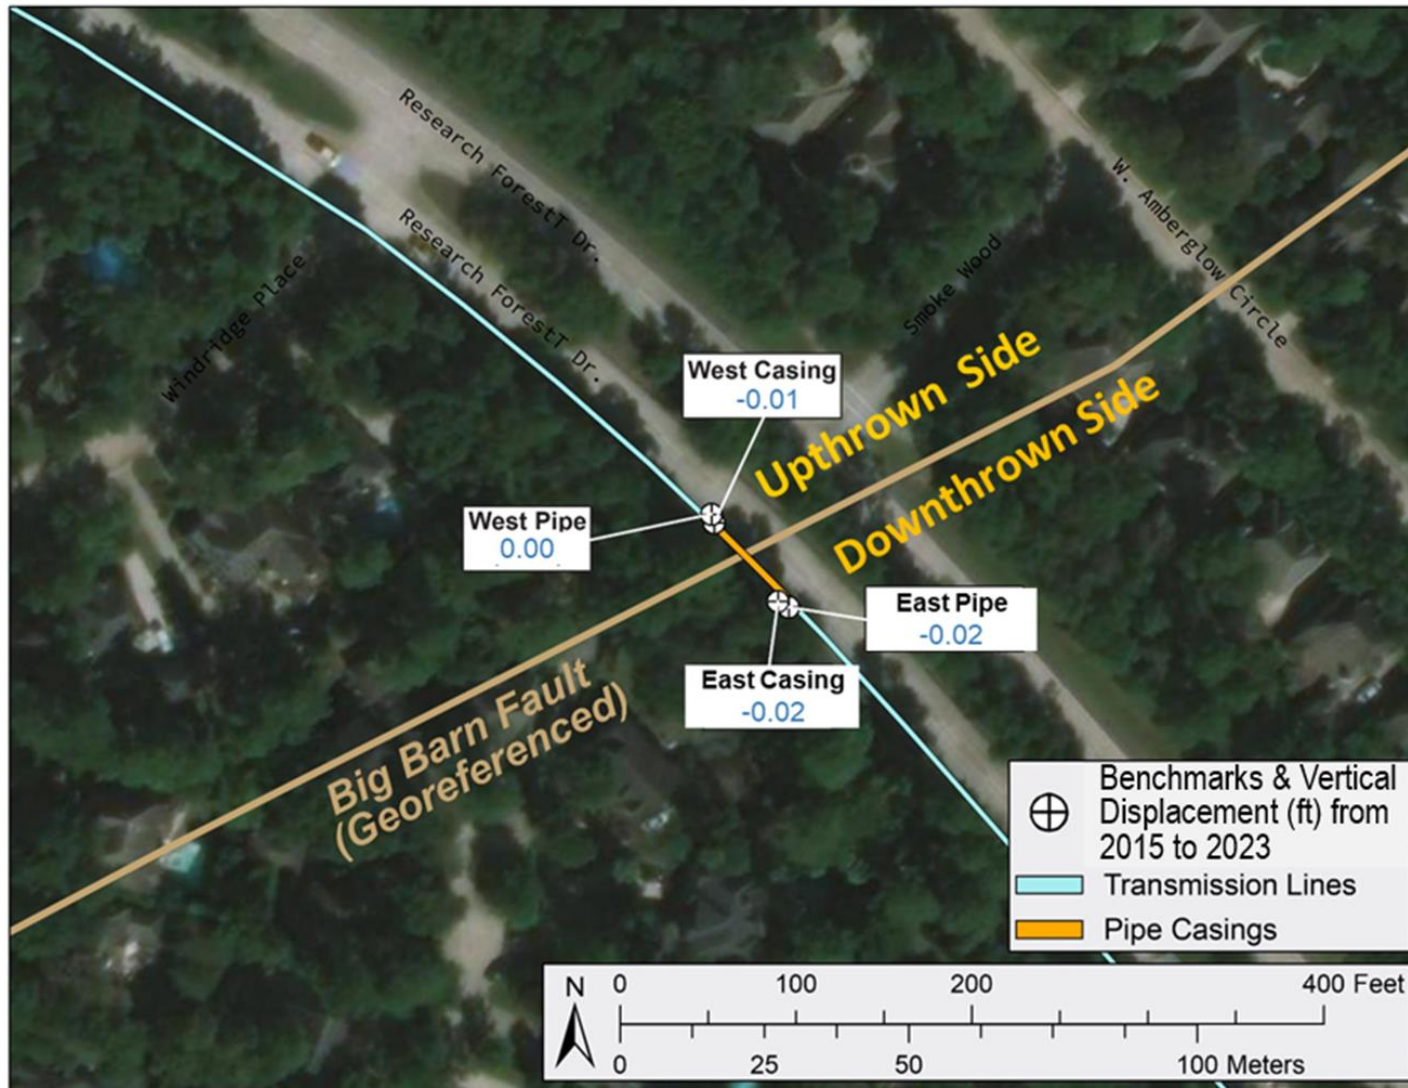 Research ForestT Dr.
W. Amberglow Circle
Research ForestT Dr.
Smoke Wood
Windridge Place
Upthrown Side
West Casing
-0.01
Downthrown Side
West Pipe
0.00
East Pipe
-0.02
East Casing
-0.02
Big Barn Fault
(Georeferenced)
Benchmarks & Vertical
Displacement (ft) from
2015 to 2023
Transmission Lines
Pipe Casings
N
0 100 200 400 Feet
0 25 50 100 Meters